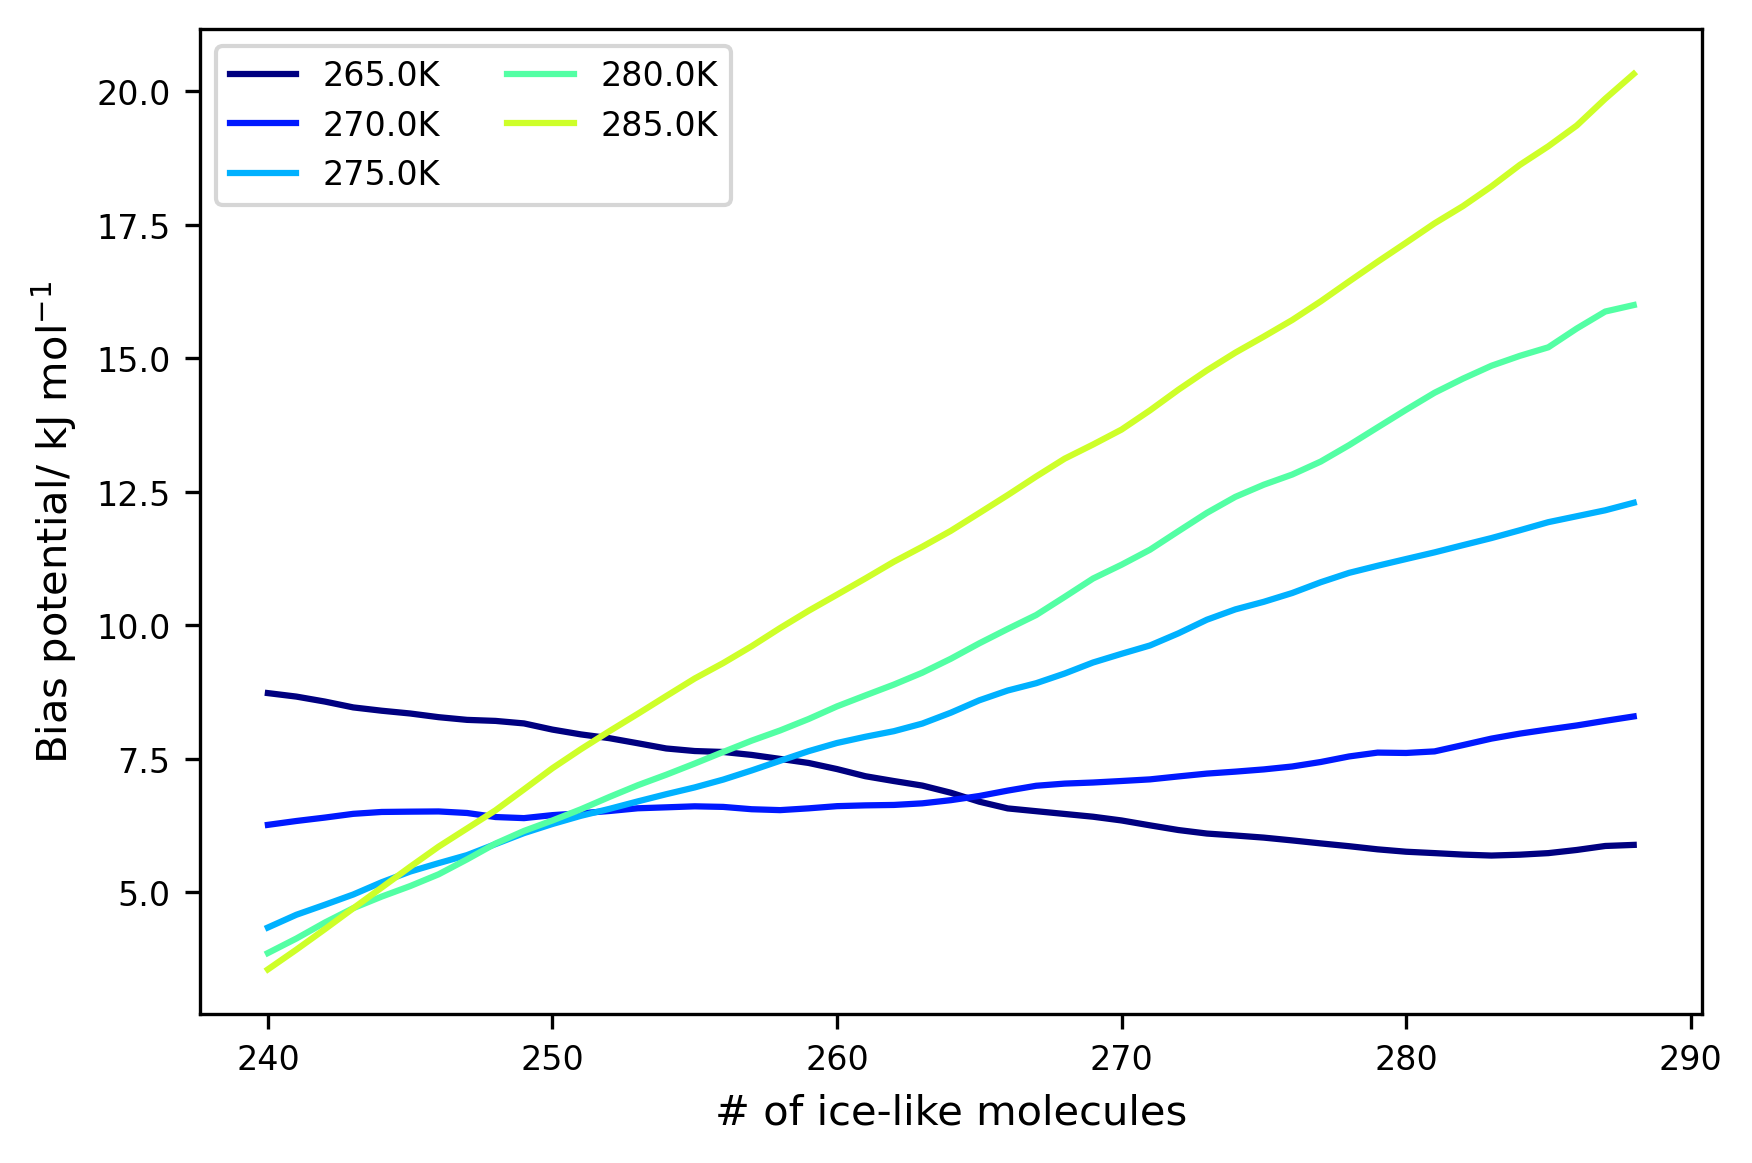 265.0K
270.0K
275.0K
280.0K
285.0K
20.0
17.5
15.0
12.5
10.0
7.5
5.0
Bias potential/ kJ mol⁻¹
240 250 260 270 280 290
# of ice-like molecules